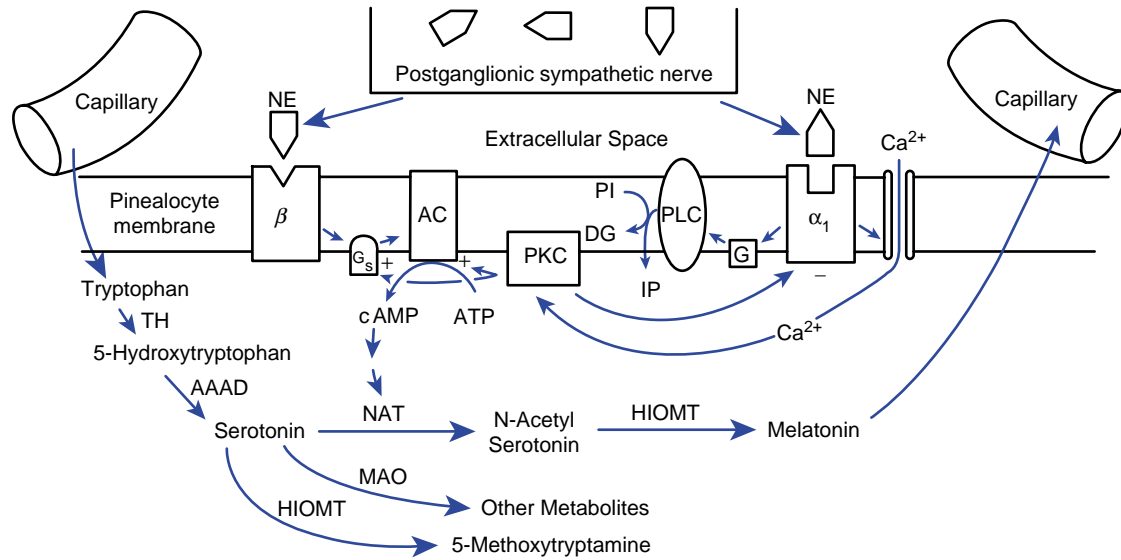 Postganglionic sympathetic nerve
Capillary
NE
NE
Capillary
Extracellular Space
Ca²⁺
Pinealocyte
membrane
β
AC
PI
PLC
α₁
DG
Gₛ
+
+
PKC
G
–
IP
Tryptophan
cAMP
ATP
TH
Ca²⁺
5-Hydroxytryptophan
AAAD
NAT
HIOMT
Serotonin
N-Acetyl
Serotonin
Melatonin
MAO
HIOMT
Other Metabolites
5-Methoxytryptamine